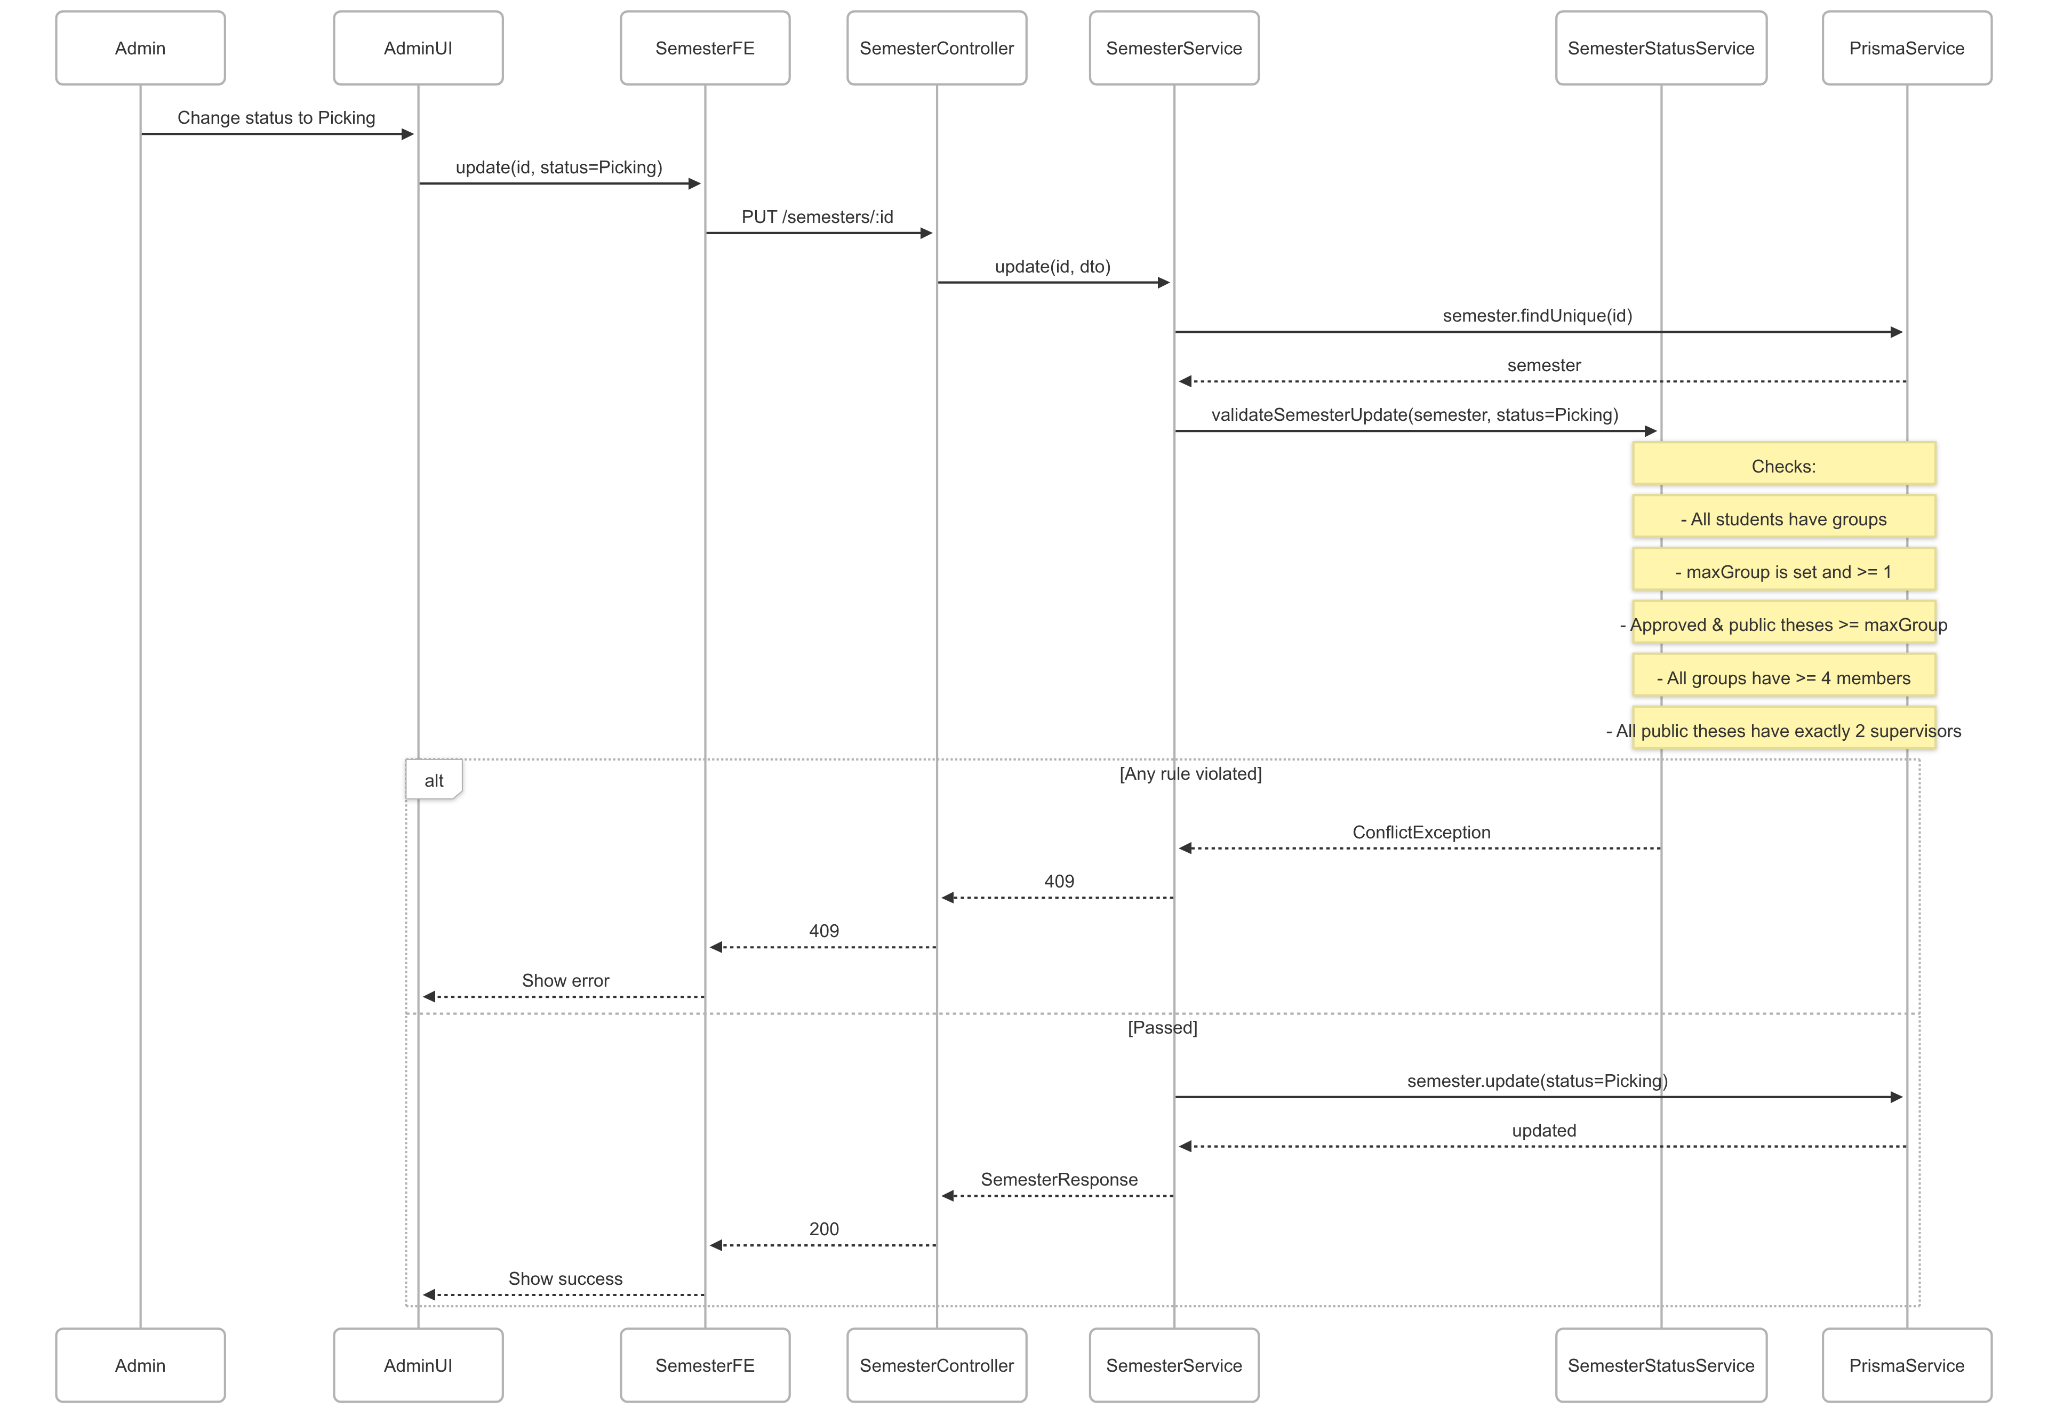 Admin
AdminUI
SemesterFE
SemesterController
SemesterService
SemesterStatusService
PrismaService
Change status to Picking
update(id, status=Picking)
PUT /semesters/:id
update(id, dto)
semester.findUnique(id)
semester
validateSemesterUpdate(semester, status=Picking)
Checks:
- All students have groups
- maxGroup is set and >= 1
- Approved & public theses >= maxGroup
- All groups have >= 4 members
- All public theses have exactly 2 supervisors
alt
[Any rule violated]
ConflictException
409
409
Show error
[Passed]
semester.update(status=Picking)
updated
SemesterResponse
200
Show success
Admin
AdminUI
SemesterFE
SemesterController
SemesterService
SemesterStatusService
PrismaService